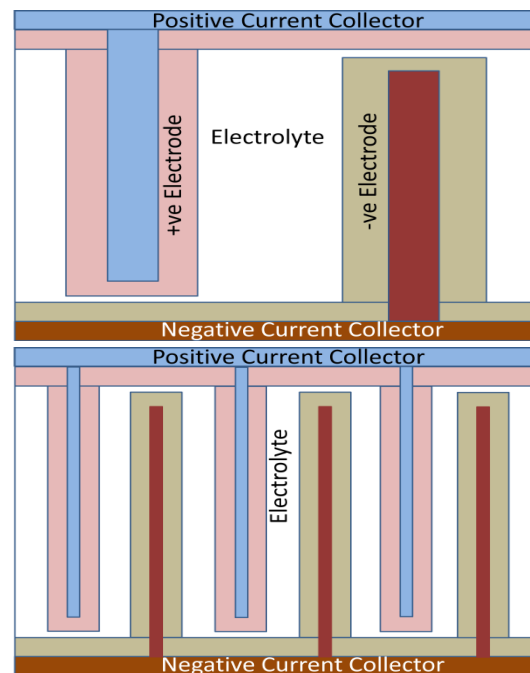 Positive Current Collector
+ve Electrode
Electrolyte
-ve Electrode
Negative Current Collector
Positive Current Collector
Electrolyte
Negative Current Collector